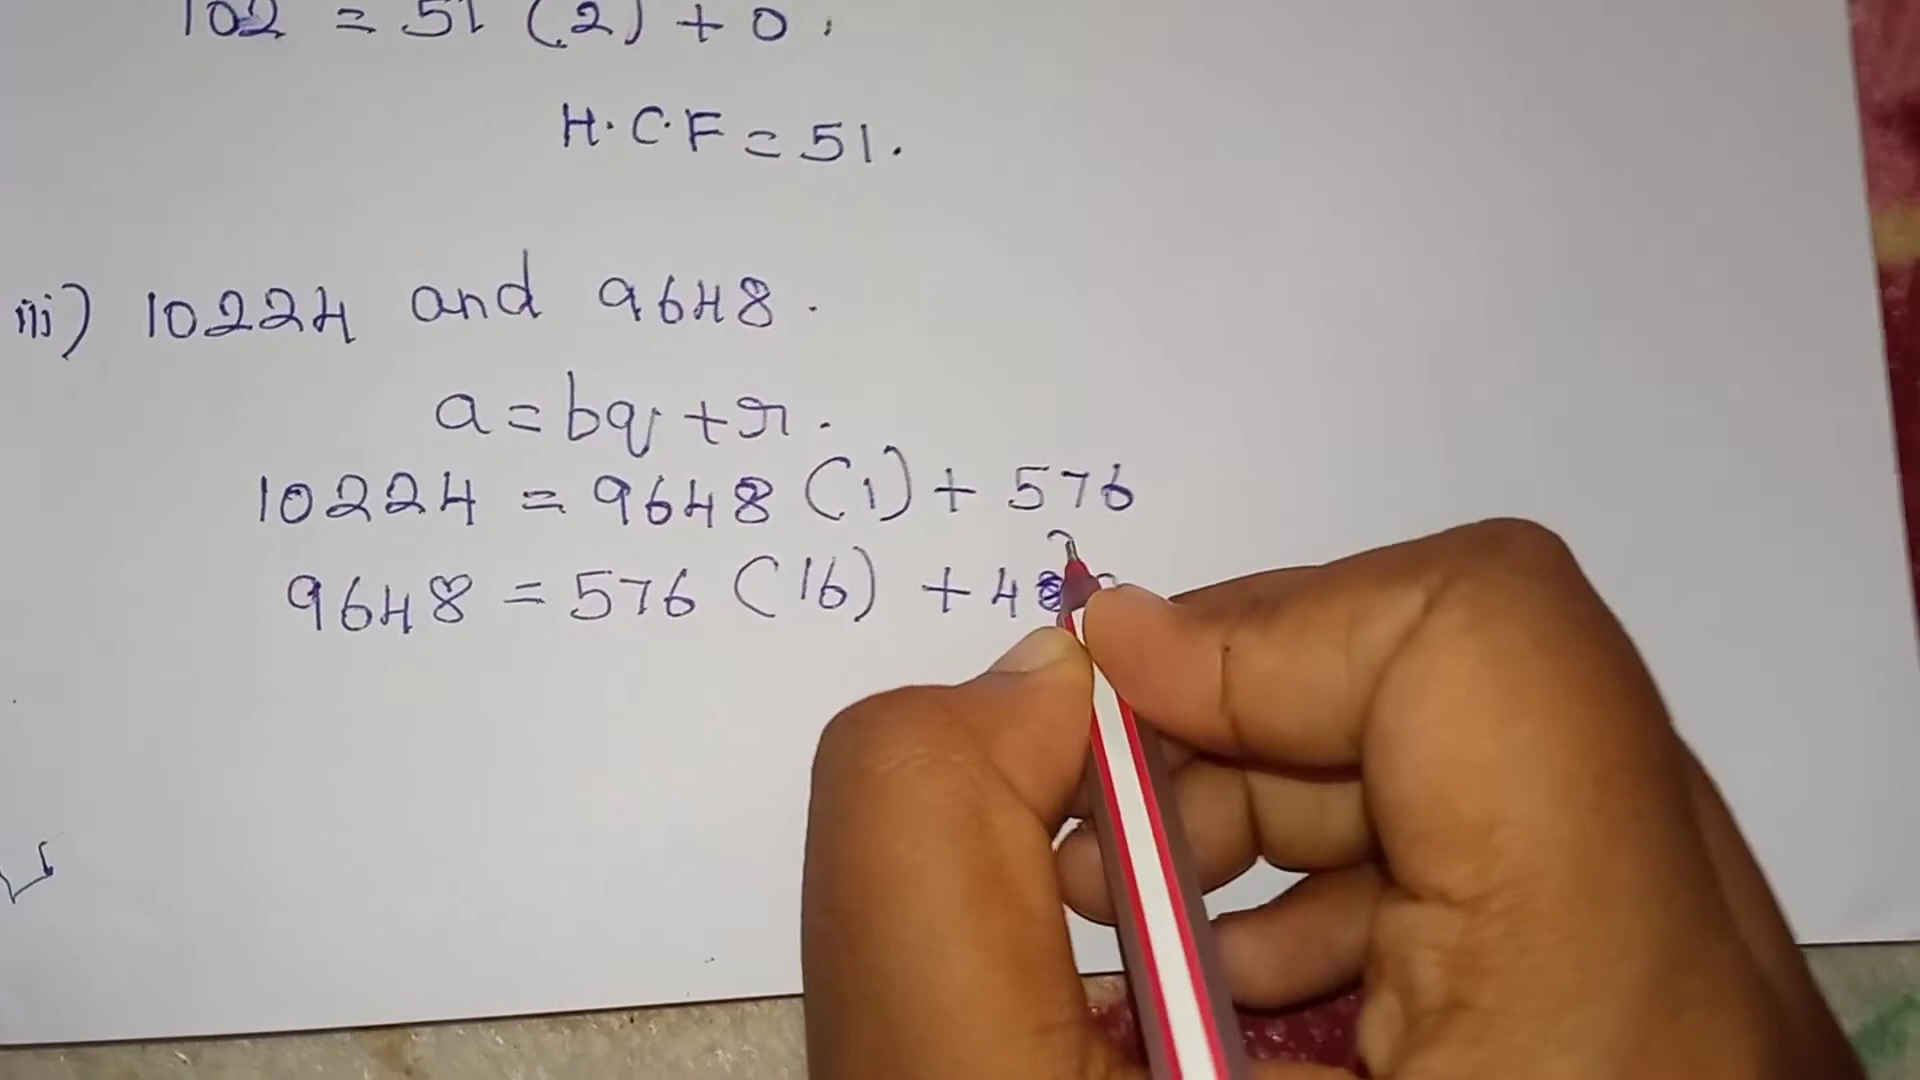 102 = 51 (2) + 0.
H.C.F = 51.
iii) 10224 and 9648.
a = bq + r.
10224 = 9648 (1) + 576
9648 = 576 (16) + 4